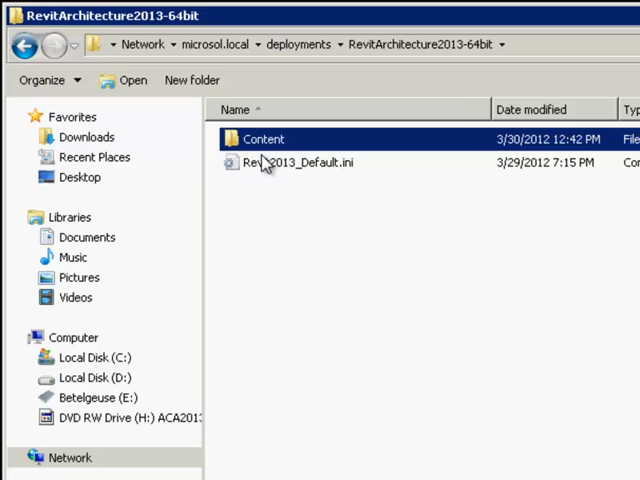 RevitArchitecture2013-64bit
Network microsol.local deployments RevitArchitecture2013-64bit
Organize Open New folder
Name Date modified Typ
Favorites
Downloads
Recent Places
Desktop
Libraries
Documents
Music
Pictures
Videos
Computer
Local Disk (C:)
Local Disk (D:)
Betelgeuse (E:)
DVD RW Drive (H:) ACA2013
Network
Content 3/30/2012 12:42 PM File
Revit2013_Default.ini 3/29/2012 7:15 PM Con